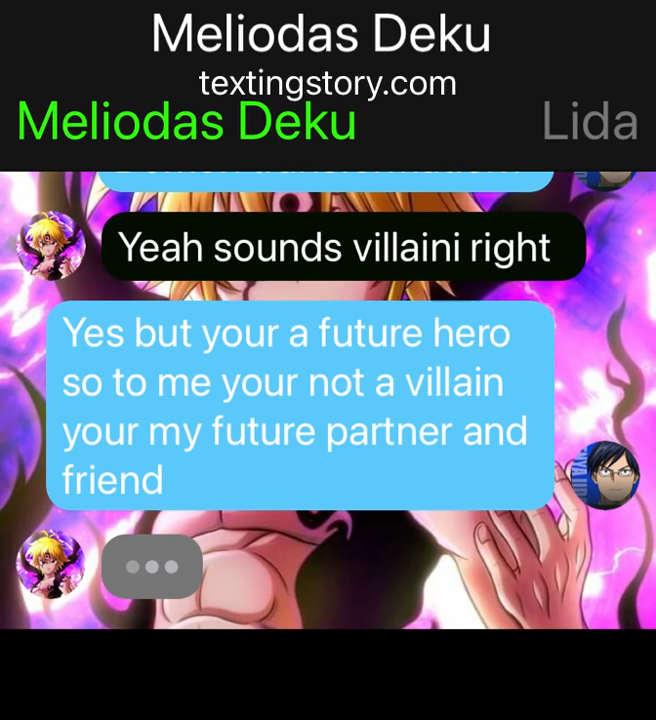 Meliodas Deku
textingstory.com
Meliodas Deku Lida
Yeah sounds villaini right
Yes but your a future hero
so to me your not a villain
your my future partner and
friend